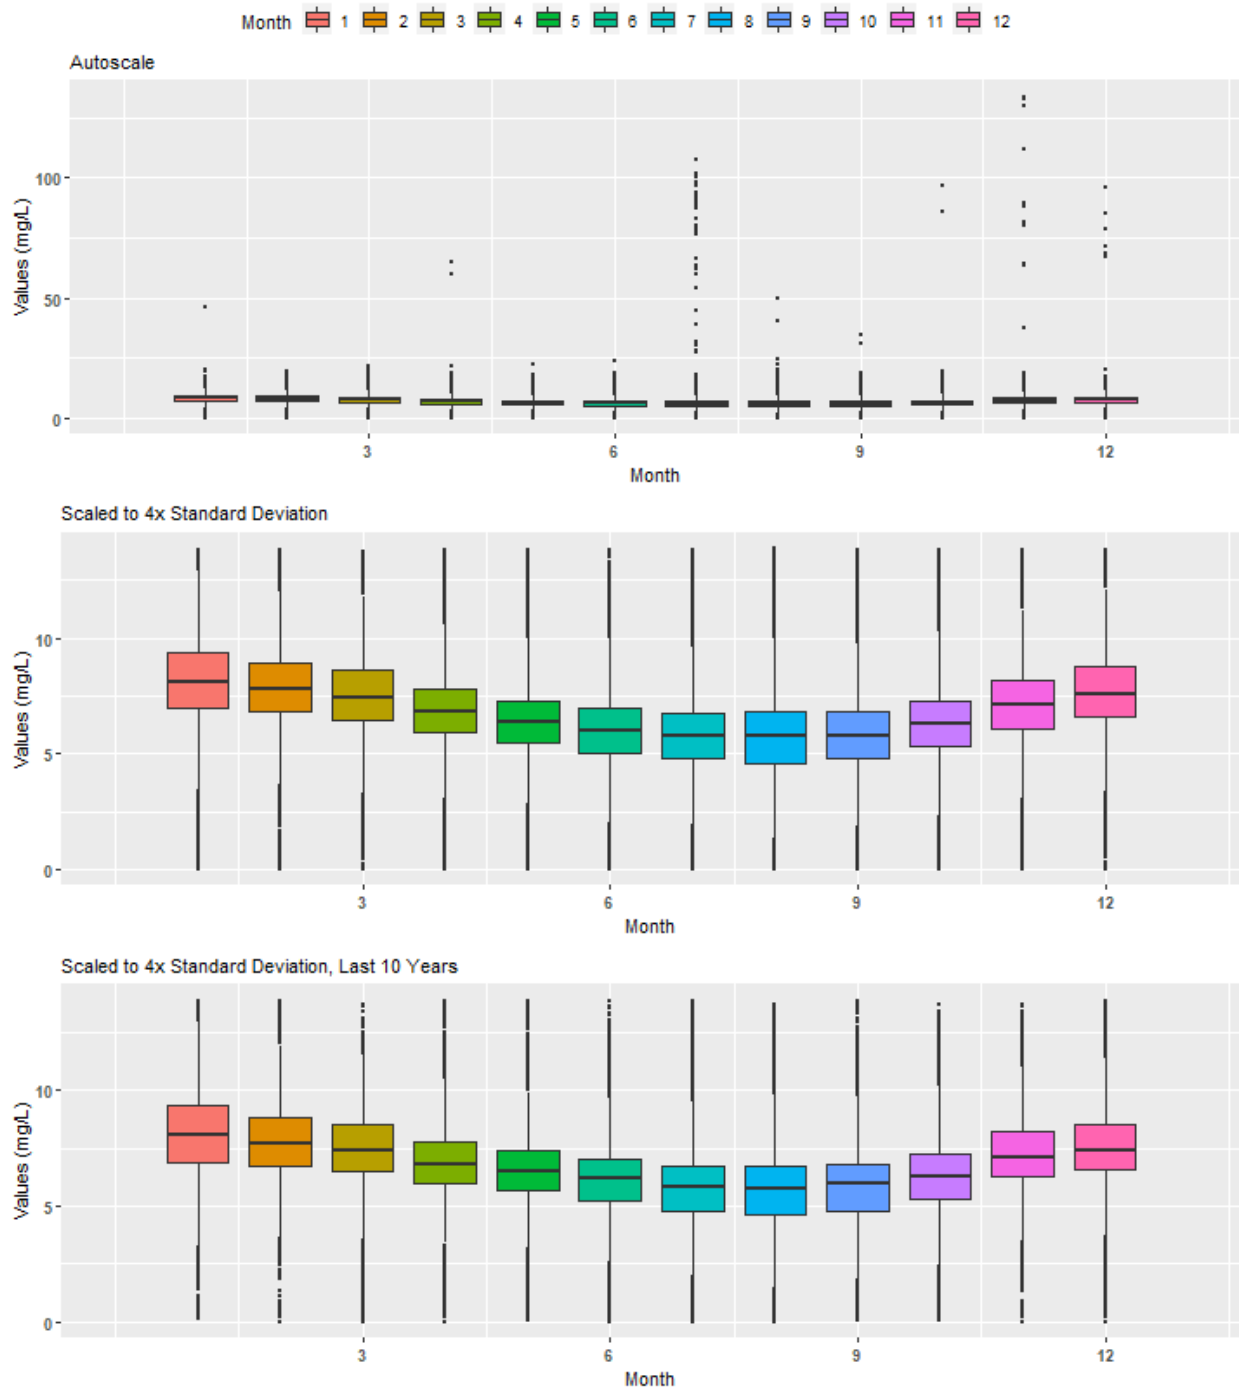 Month 1 2 3 4 5 6 7 8 9 10 11 12
Autoscale
Values (mg/L)
100
50
0
3 6 9 12
Month
Scaled to 4x Standard Deviation
Values (mg/L)
10
5
0
3 6 9 12
Month
Scaled to 4x Standard Deviation, Last 10 Years
Values (mg/L)
10
5
0
3 6 9 12
Month